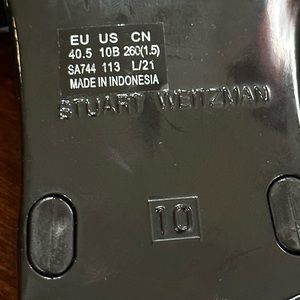 EU US CN
40.5 10B 260(1.5)
SA744 113 L/21
MADE IN INDONESIA
STUART WEITZMAN
10